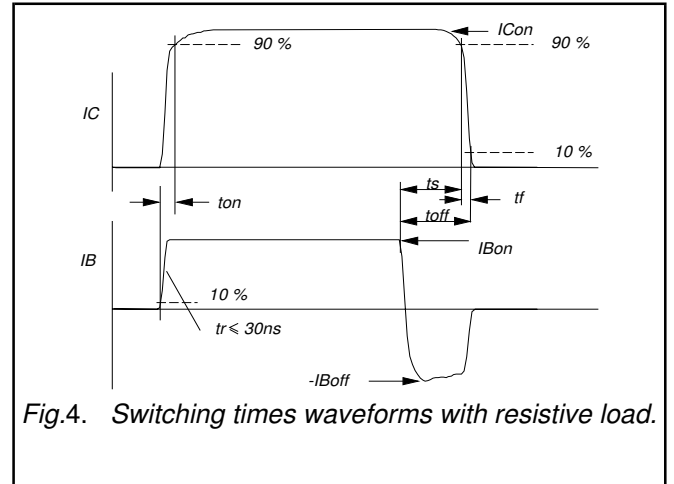 ICon
90 %
90 %
IC
10 %
ts
ton
tf
toff
IBon
IB
10 %
tr ≤ 30ns
-IBoff
Fig.4. Switching times waveforms with resistive load.